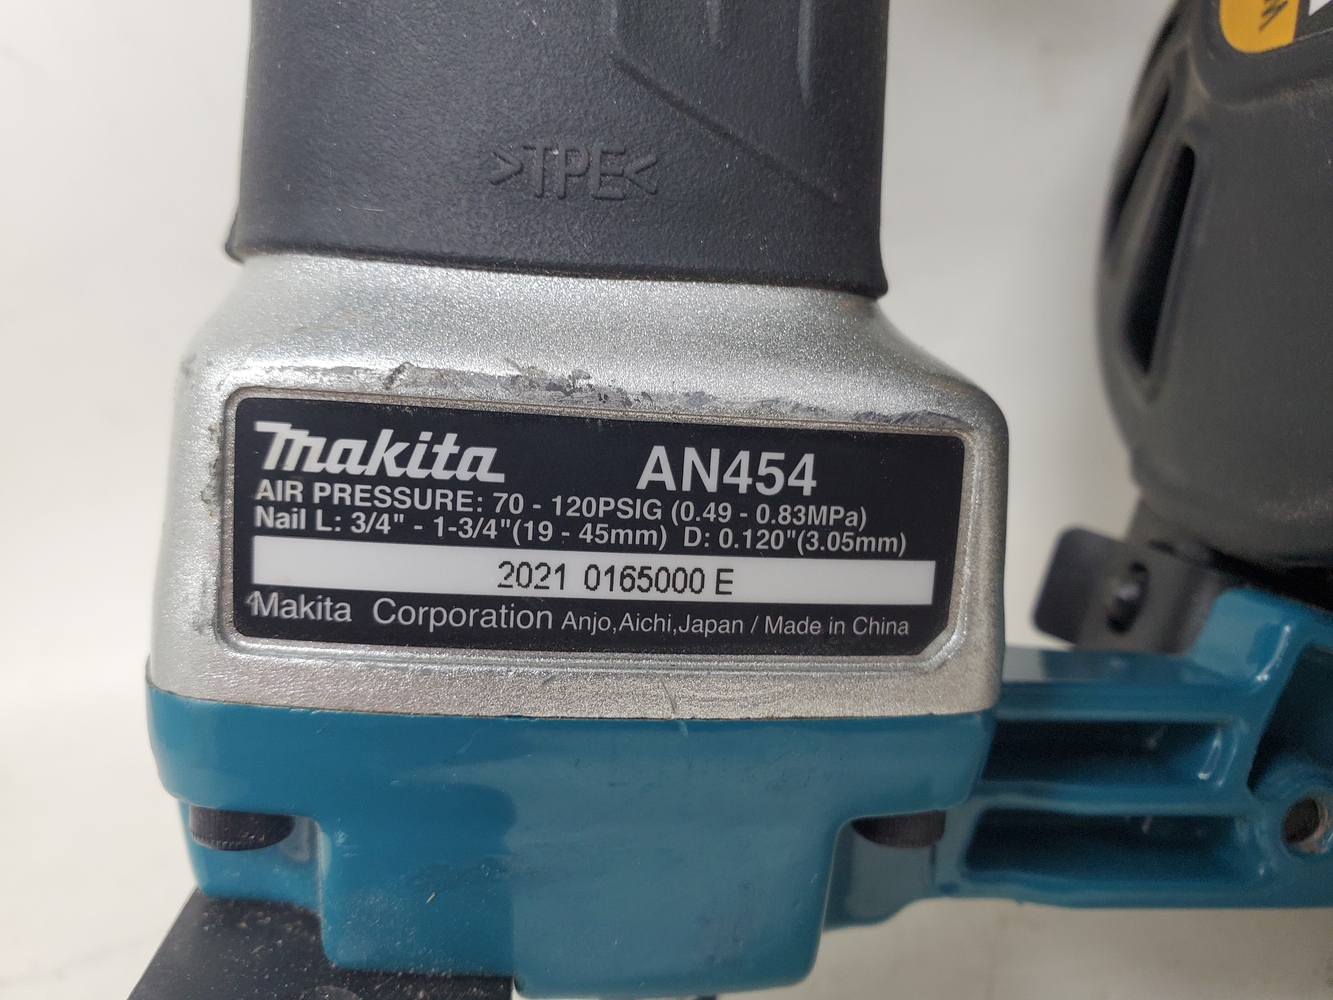 >TPE<
makita AN454
AIR PRESSURE: 70 - 120PSIG (0.49 - 0.83MPa)
Nail L: 3/4" - 1-3/4"(19 - 45mm) D: 0.120"(3.05mm)
2021 0165000 E
Makita Corporation Anjo,Aichi,Japan / Made in China